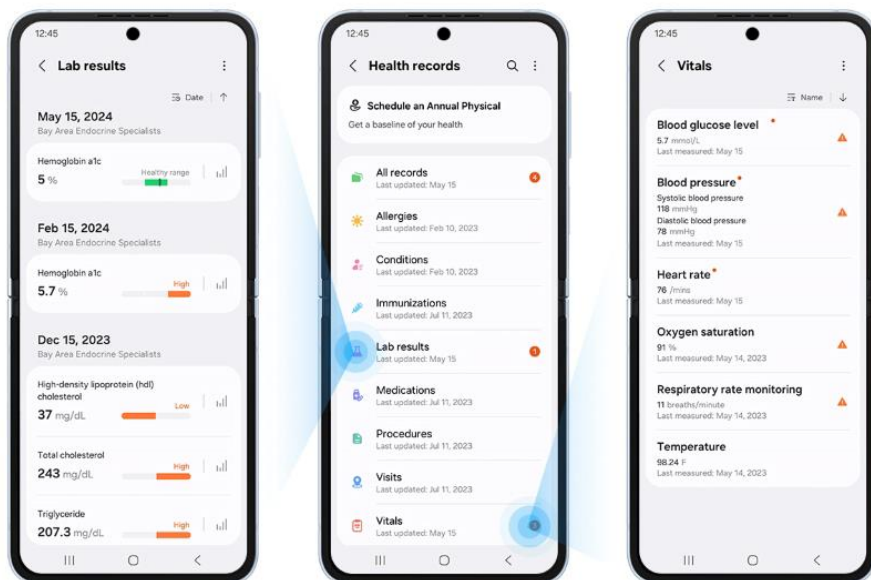 12:45
Lab results
Date
May 15, 2024
Bay Area Endocrine Specialists
Hemoglobin a1c
Healthy range
5 %
Feb 15, 2024
Bay Area Endocrine Specialists
Hemoglobin a1c
High
5.7 %
Dec 15, 2023
Bay Area Endocrine Specialists
High-density lipoprotein (hdl)
cholesterol
Low
37 mg/dL
Total cholesterol
High
243 mg/dL
Triglyceride
High
207.3 mg/dL
12:45
Health records
Schedule an Annual Physical
Get a baseline of your health
All records
Last updated: May 15
4
Allergies
Last updated: Feb 10, 2023
Conditions
Last updated: Feb 10, 2023
Immunizations
Last updated: Jul 11, 2023
Lab results
Last updated: May 15
1
Medications
Last updated: Jul 11, 2023
Procedures
Last updated: Jul 11, 2023
Visits
Last updated: Jul 11, 2023
Vitals
Last updated: May 15
12:45
Vitals
Name
Blood glucose level
5.7 mmol/L
Last measured: May 15
Blood pressure
Systolic blood pressure
118 mmHg
Diastolic blood pressure
78 mmHg
Last measured: May 15
Heart rate
76 /mins
Last measured: May 15
Oxygen saturation
91 %
Last measured: May 14, 2023
Respiratory rate monitoring
11 breaths/minute
Last measured: May 14, 2023
Temperature
98.24 F
Last measured: May 14, 2023